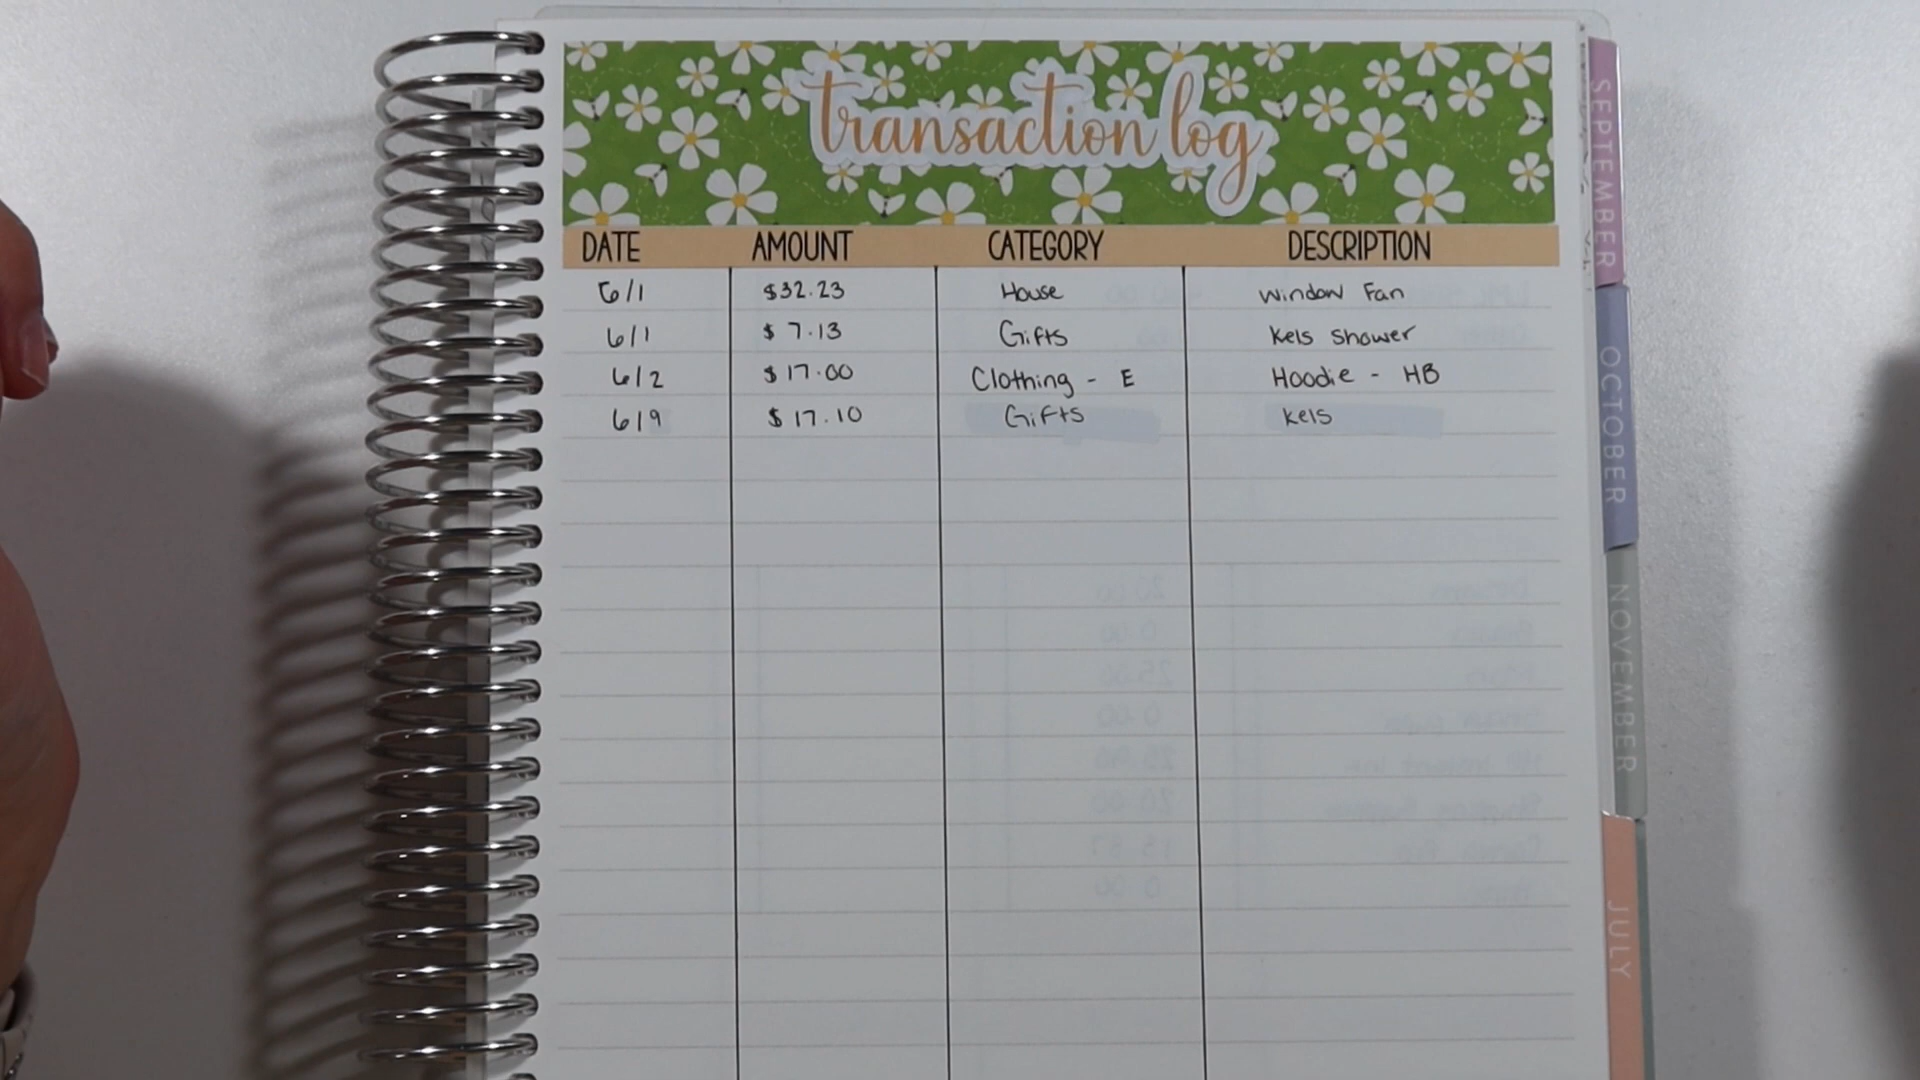 transaction log
DATE AMOUNT CATEGORY DESCRIPTION
6/1 $32.23 House Window Fan
6/1 $7.13 Gifts Kels Shower
6/2 $17.00 Clothing - E Hoodie - HB
6/9 $17.10 Gifts Kels
SEPTEMBER
OCTOBER
NOVEMBER
JULY